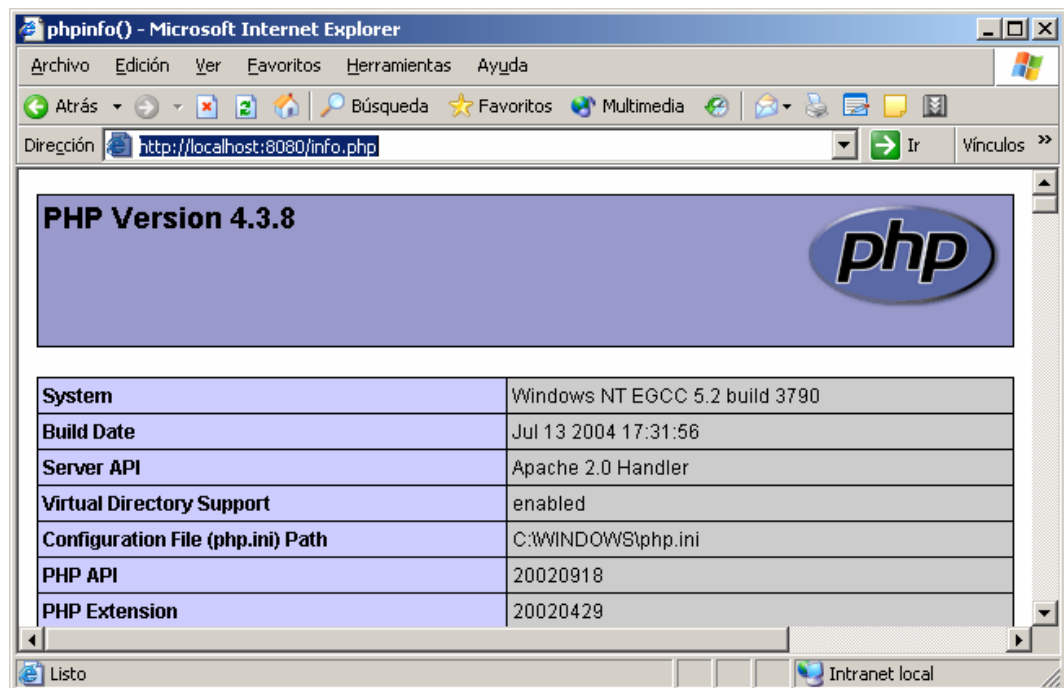 phpinfo() - Microsoft Internet Explorer
Archivo Edición Ver Favoritos Herramientas Ayuda
Atrás Búsqueda Favoritos Multimedia
Dirección http://localhost:8080/info.php Ir Vínculos »
PHP Version 4.3.8
php
System Windows NT EGCC 5.2 build 3790
Build Date Jul 13 2004 17:31:56
Server API Apache 2.0 Handler
Virtual Directory Support enabled
Configuration File (php.ini) Path C:\WINDOWS\php.ini
PHP API 20020918
PHP Extension 20020429
Listo Intranet local